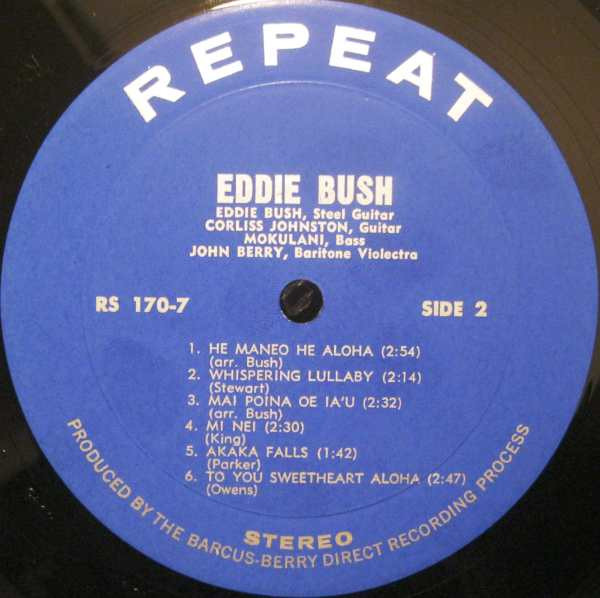 REPEAT
EDDIE BUSH
EDDIE BUSH, Steel Guitar
CORLISS JOHNSTON, Guitar
MOKULANI, Bass
JOHN BERRY, Baritone Violectra
RS 170-7
SIDE 2
1. HE MANEO HE ALOHA (2:54)
(arr. Bush)
2. WHISPERING LULLABY (2:14)
(Stewart)
3. MAI POINA OE IA'U (2:32)
(arr. Bush)
4. MI NEI (2:30)
(King)
5. AKAKA FALLS (1:42)
(Parker)
6. TO YOU SWEETHEART ALOHA (2:47)
(Owens)
STEREO
PRODUCED BY THE BARCUS-BERRY DIRECT RECORDING PROCESS